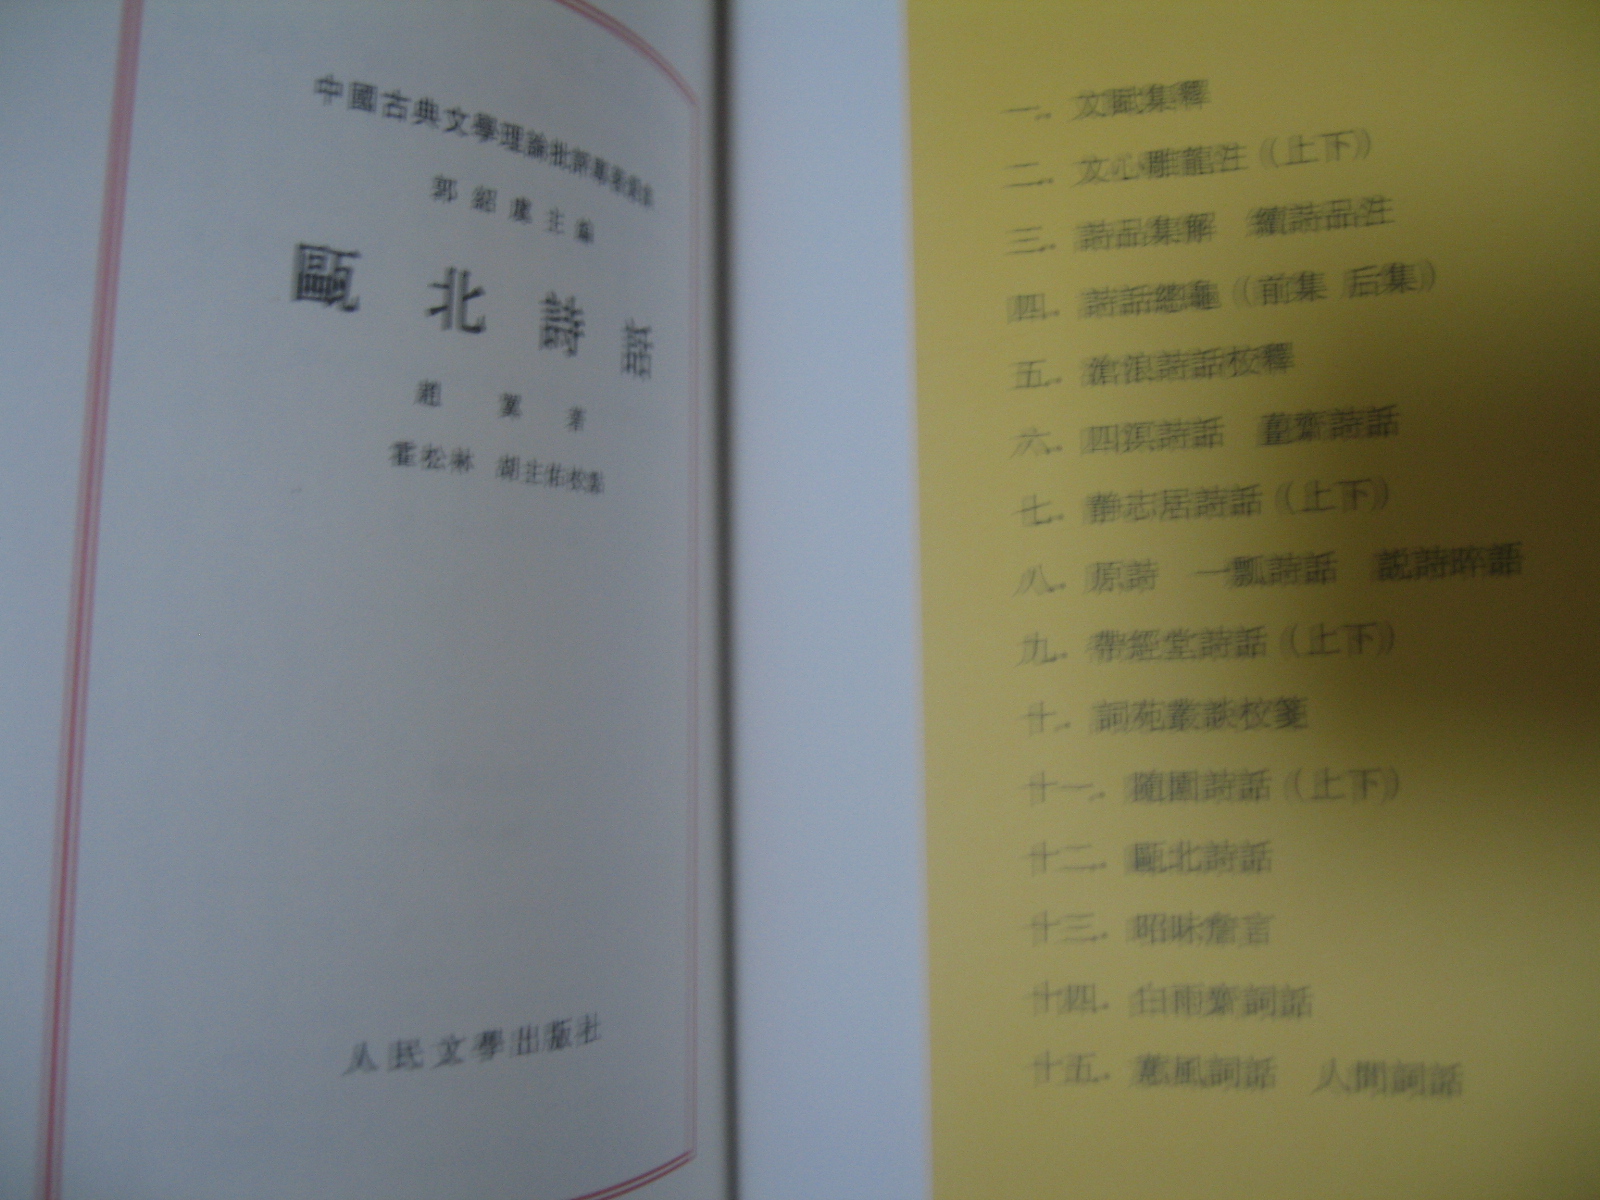 中國古典文學理論批評專著選輯
郭紹虞主編
甌北詩話
趙翼著
霍松林 胡主佑校點
人民文學出版社
一. 文賦集釋
二. 文心雕龍注（上下）
三. 詩品集解 續詩品注
四. 詩話總龜（前集 后集）
五. 滄浪詩話校釋
六. 四溟詩話 薑齋詩話
七. 静志居詩話（上下）
八. 原詩 一瓢詩話 説詩晬語
九. 帶經堂詩話（上下）
十. 詞苑叢談校箋
十一. 隨園詩話（上下）
十二. 甌北詩話
十三. 昭昧詹言
十四. 白雨齋詞話
十五. 蕙風詞話 人間詞話